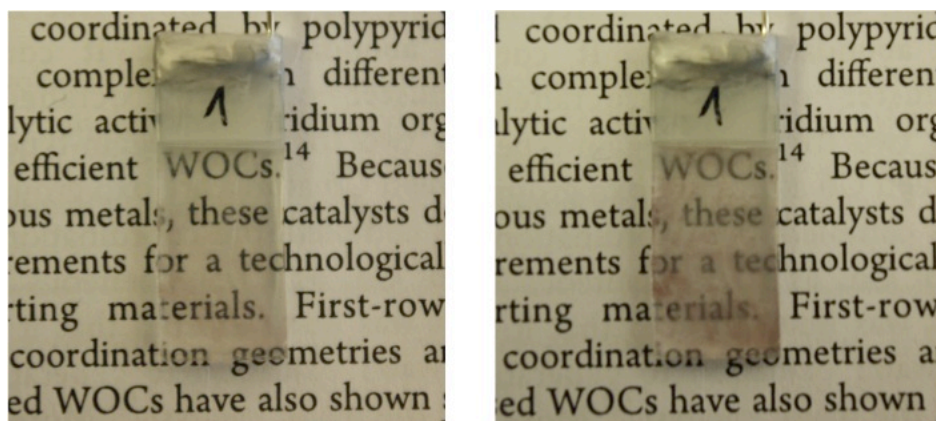 coordinated by polypyrid
comple n different
lytic activ 1 ridium org
efficient WOCs.14 Becaus
ous metals, these catalysts d
rements for a technological
rting materials. First-row
coordination geometries a
ed WOCs have also shown
coordinated by polypyrid
comple n differen
lytic activ 1 ridium org
efficient WOCs.14 Becaus
ous metals, these catalysts d
rements for a technological
rting materials. First-row
coordination geometries a
ed WOCs have also shown